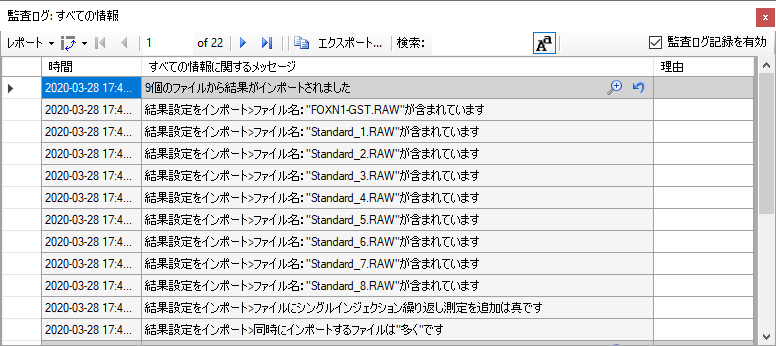 監査ログ: すべての情報
レポート 1 of 22 エクスポート... 検索: Aa 監査ログ記録を有効
時間 すべての情報に関するメッセージ 理由
2020-03-28 17:4... 9個のファイルから結果がインポートされました
2020-03-28 17:4... 結果設定をインポート>ファイル名: "FOXN1-GST.RAW"が含まれています
2020-03-28 17:4... 結果設定をインポート>ファイル名: "Standard_1.RAW"が含まれています
2020-03-28 17:4... 結果設定をインポート>ファイル名: "Standard_2.RAW"が含まれています
2020-03-28 17:4... 結果設定をインポート>ファイル名: "Standard_3.RAW"が含まれています
2020-03-28 17:4... 結果設定をインポート>ファイル名: "Standard_4.RAW"が含まれています
2020-03-28 17:4... 結果設定をインポート>ファイル名: "Standard_5.RAW"が含まれています
2020-03-28 17:4... 結果設定をインポート>ファイル名: "Standard_6.RAW"が含まれています
2020-03-28 17:4... 結果設定をインポート>ファイル名: "Standard_7.RAW"が含まれています
2020-03-28 17:4... 結果設定をインポート>ファイル名: "Standard_8.RAW"が含まれています
2020-03-28 17:4... 結果設定をインポート>ファイルにシングルインジェクション繰り返し測定を追加は真です
2020-03-28 17:4... 結果設定をインポート>同時にインポートするファイルは"多く"です